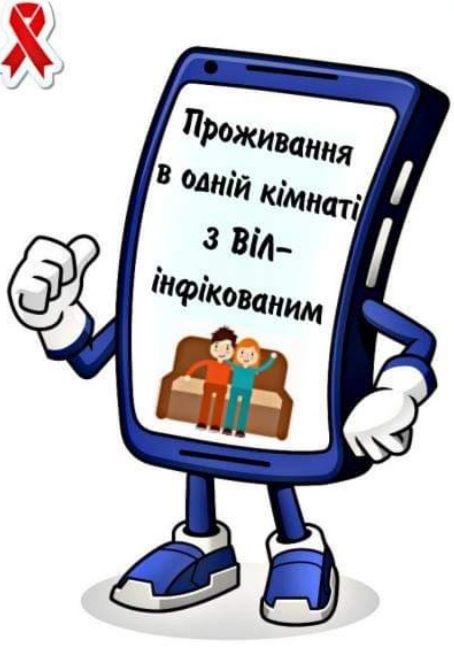 Проживання
в одній кімнаті
з ВІЛ-
інфікованим